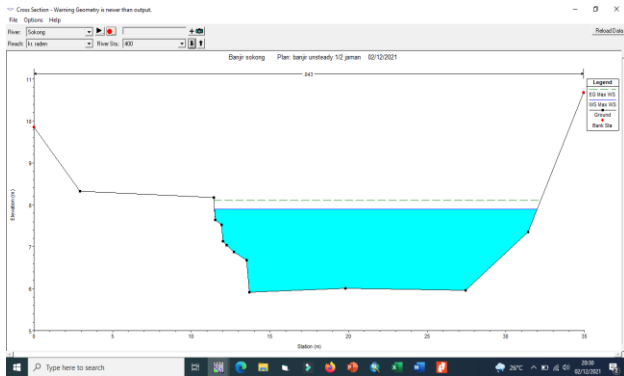 Cross Section - Warning Geometry is newer than output.
File Options Help
River: Sokong
Reload Data
Reach: ki. raden River Sta.: 400
Banjir sokong Plan: banjir unsteady 1/2 jaman 02/12/2021
.043
Legend
EG Max WS
WS Max WS
Ground
Bank Sta
Elevation (m)
11
10
9
8
7
6
5
0 5 10 15 20 25 30 35
Station (m)
Type here to search
26°C
20:30
02/12/2021